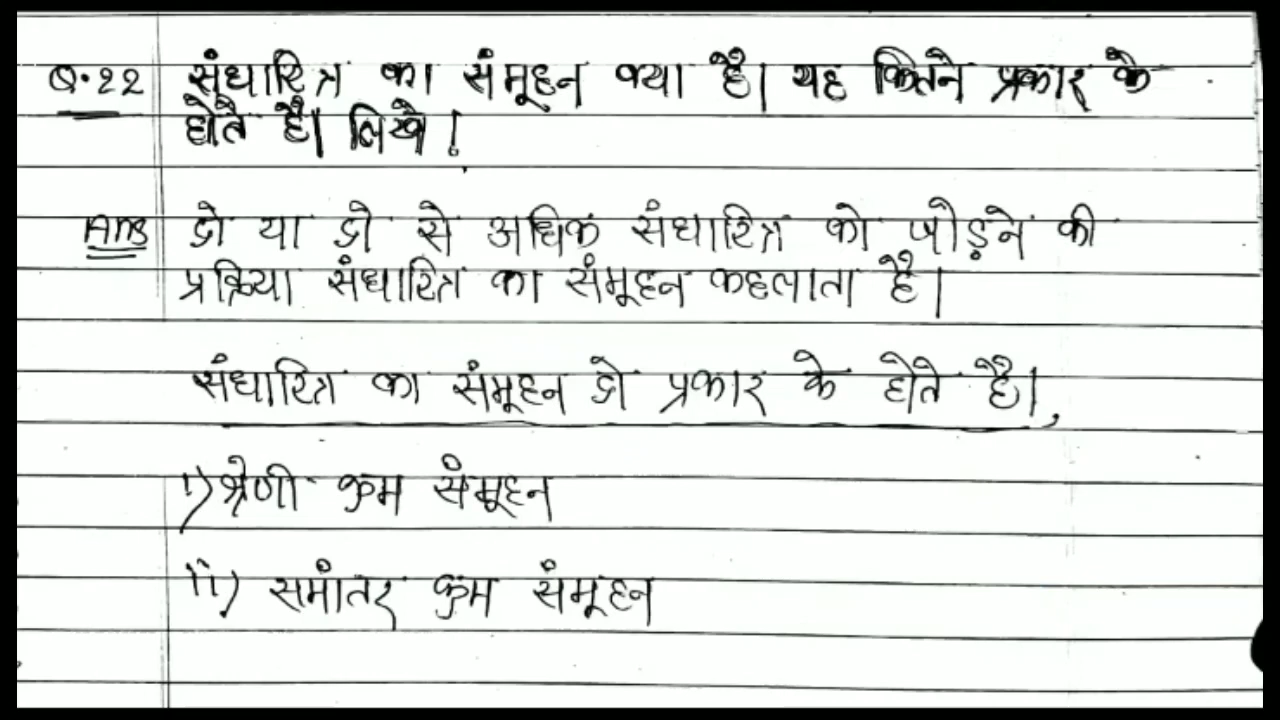 Q.22 संधारित्र का संमूहन क्या है। यह कितने प्रकार के
होते है। लिखे।
Ans दो या दो से अधिक संधारित्र को जोड़ने की
प्रक्रिया संधारित्र का संमूहन कहलाता है।
संधारित्र का संमूहन दो प्रकार के होते है।
i) श्रेणी क्रम संमूहन
ii) समांतर क्रम संमूहन